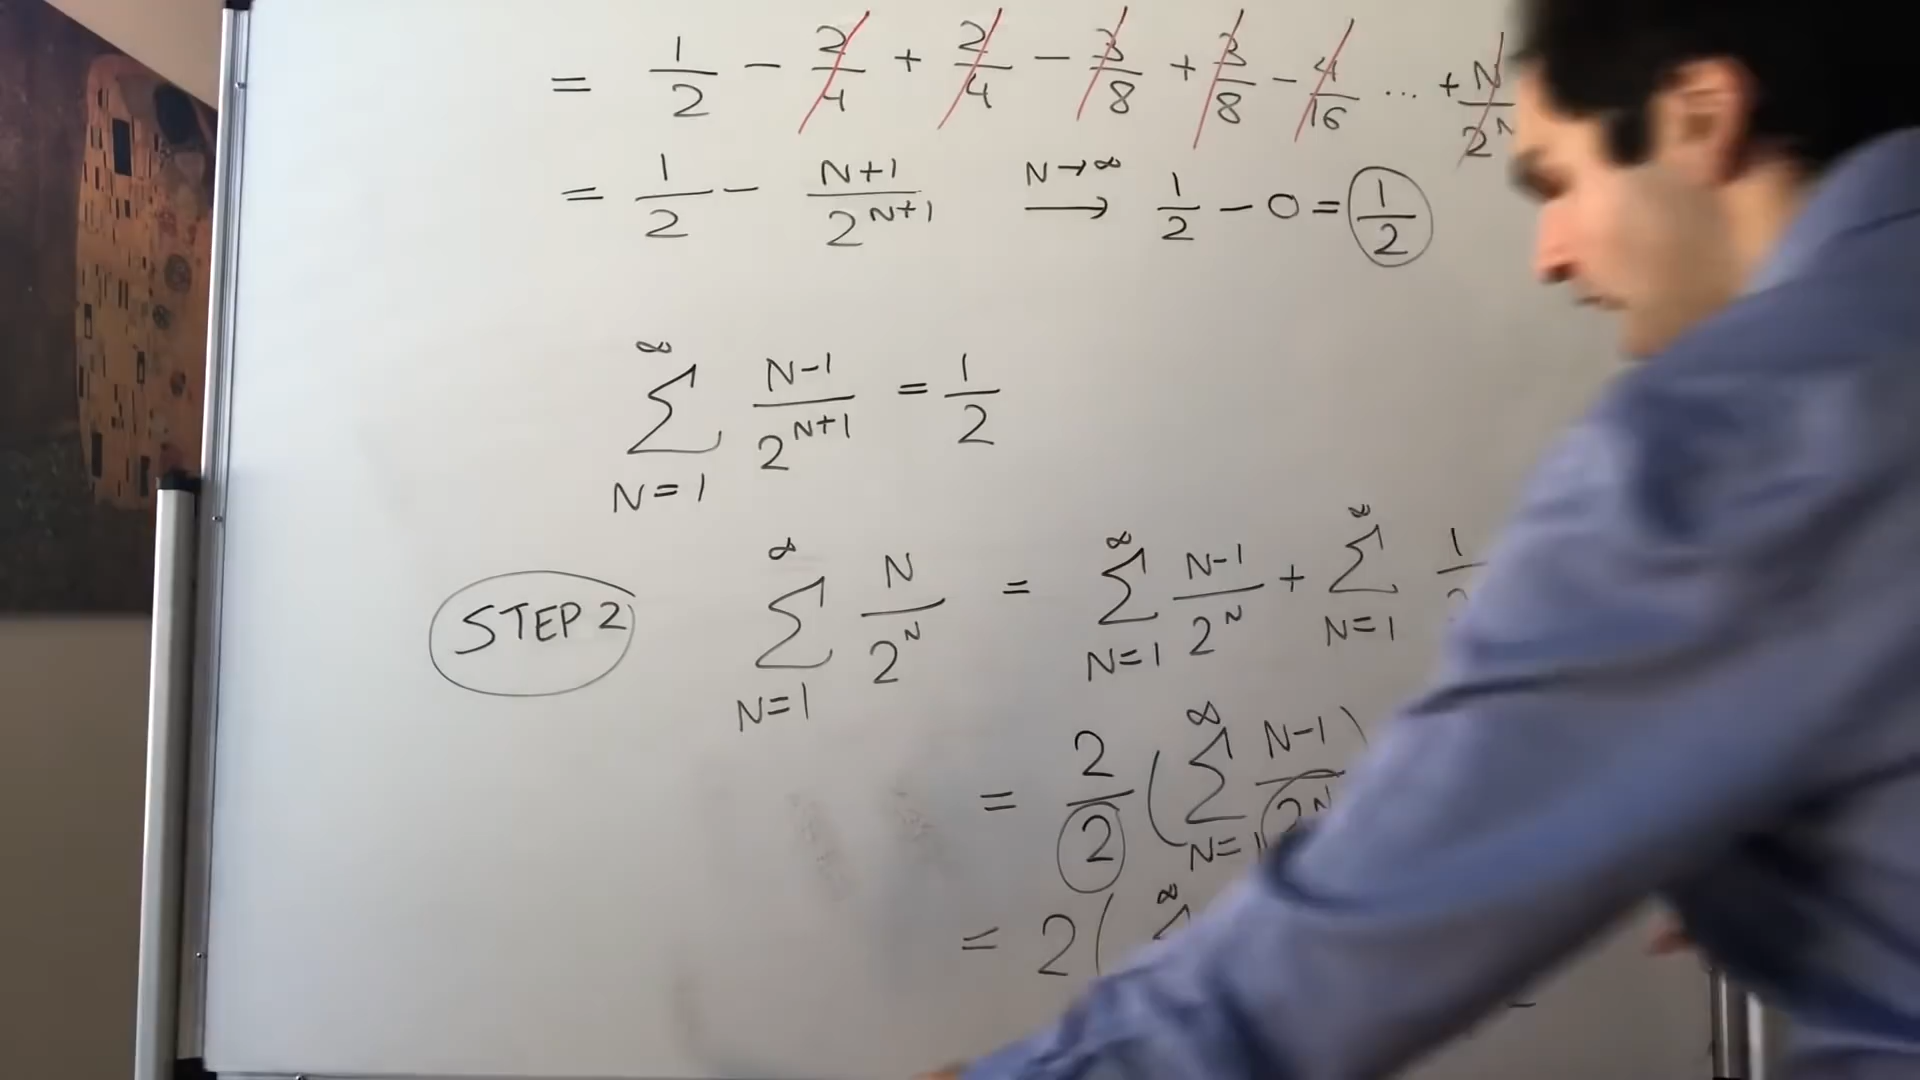 = 1/2 - 2/4 + 2/4 - 3/8 + 3/8 - 4/16 ... + N/2^N
= 1/2 - (N+1)/2^(N+1) N→∞ ⟶ 1/2 - 0 = 1/2
∞ ∑ N=1 (N-1)/2^(N+1) = 1/2
STEP 2 ∞ ∑ N=1 N/2^N = ∞ ∑ N=1 (N-1)/2^N + ∞ ∑ N=1 1/
= 2/2 ( ∞ ∑ N=1 (N-1)/2^N )
= 2( ∞ ∑